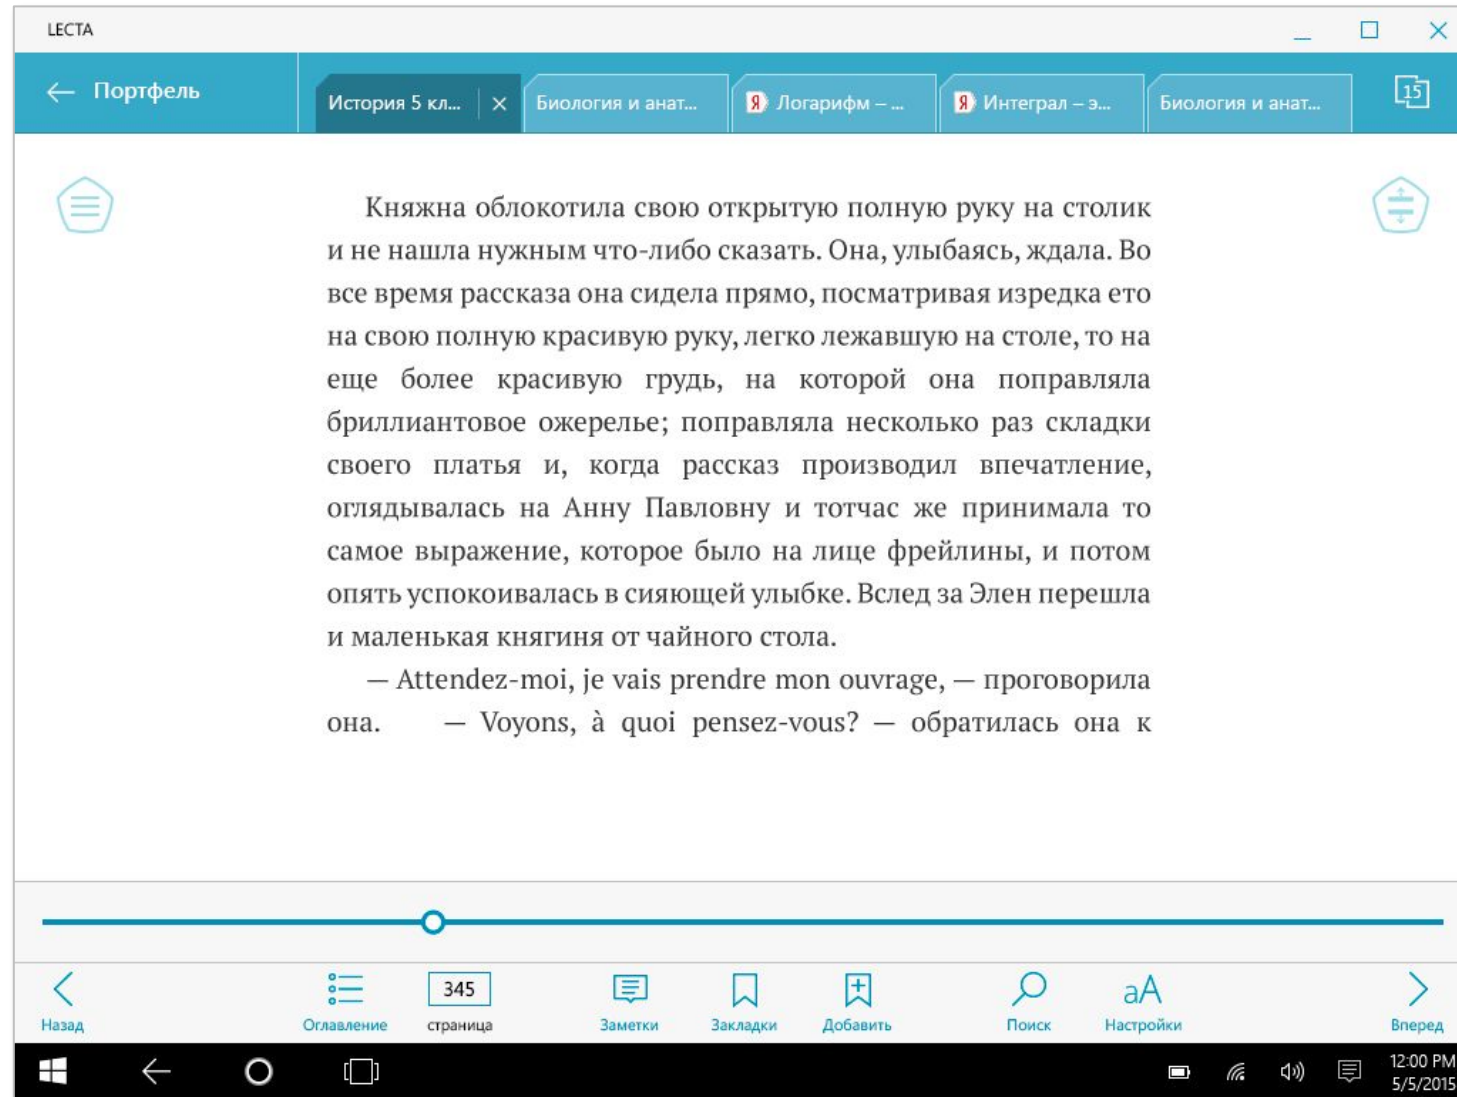 LECTA
Портфель
История 5 кл...
Биология и анат...
Я Логарифм – ...
Я Интеграл – э...
Биология и анат...
15
Княжна облокотила свою открытую полную руку на столик
и не нашла нужным что-либо сказать. Она, улыбаясь, ждала. Во
все время рассказа она сидела прямо, посматривая изредка ето
на свою полную красивую руку, легко лежавшую на столе, то на
еще более красивую грудь, на которой она поправляла
бриллиантовое ожерелье; поправляла несколько раз складки
своего платья и, когда рассказ производил впечатление,
оглядывалась на Анну Павловну и тотчас же принимала то
самое выражение, которое было на лице фрейлины, и потом
опять успокоивалась в сияющей улыбке. Вслед за Элен перешла
и маленькая княгиня от чайного стола.
— Attendez-moi, je vais prendre mon ouvrage, — проговорила
она. — Voyons, à quoi pensez-vous? — обратилась она к
345
aA
Назад
Оглавление
страница
Заметки
Закладки
Добавить
Поиск
Настройки
Вперед
12:00 PM
5/5/2015